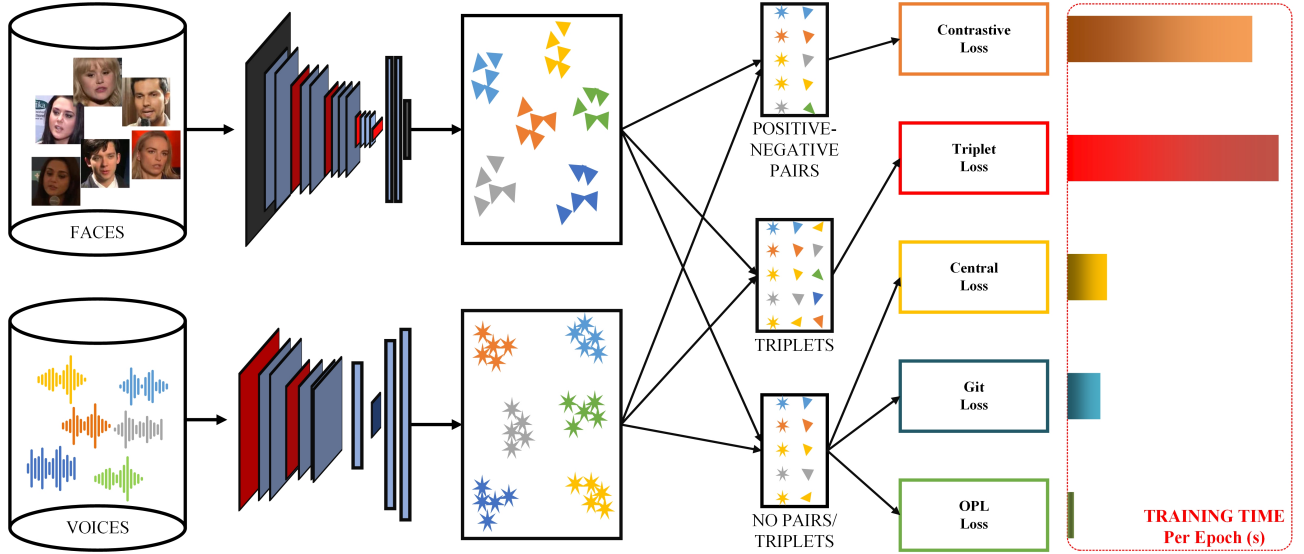 FACES
VOICES
POSITIVE-
NEGATIVE
PAIRS
TRIPLETS
NO PAIRS/
TRIPLETS
Contrastive
Loss
Triplet
Loss
Central
Loss
Git
Loss
OPL
Loss
TRAINING TIME
Per Epoch (s)